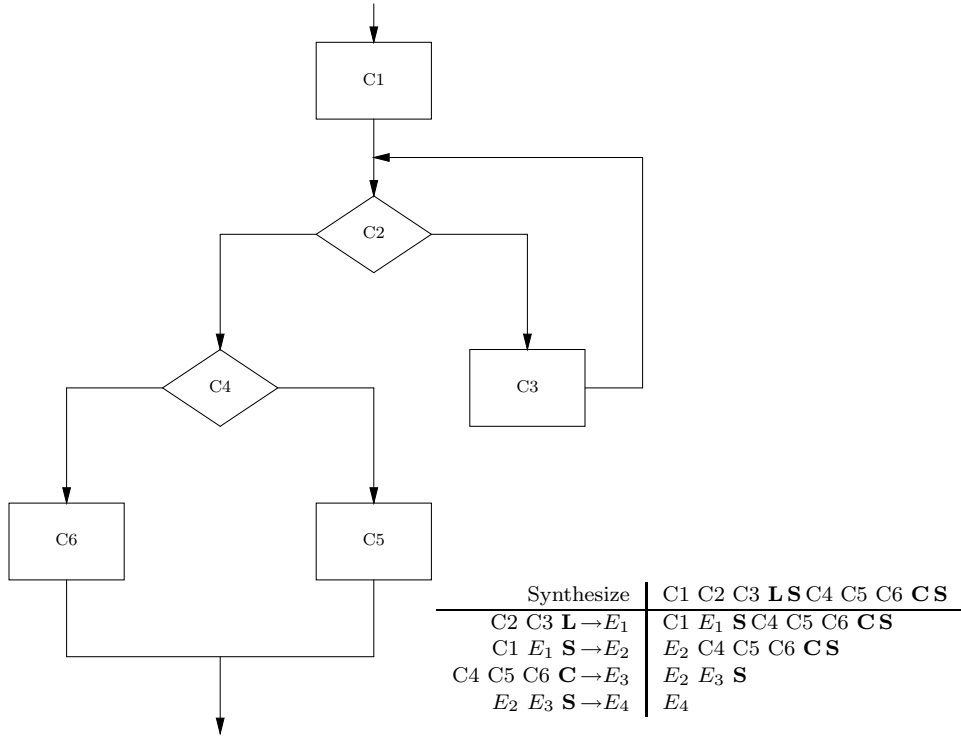 C1
C2
C4
C3
C6
C5
Synthesize C1 C2 C3 L S C4 C5 C6 C S
C2 C3 L →E₁ C1 E₁ S C4 C5 C6 C S
C1 E₁ S →E₂ E₂ C4 C5 C6 C S
C4 C5 C6 C →E₃ E₂ E₃ S
E₂ E₃ S →E₄ E₄